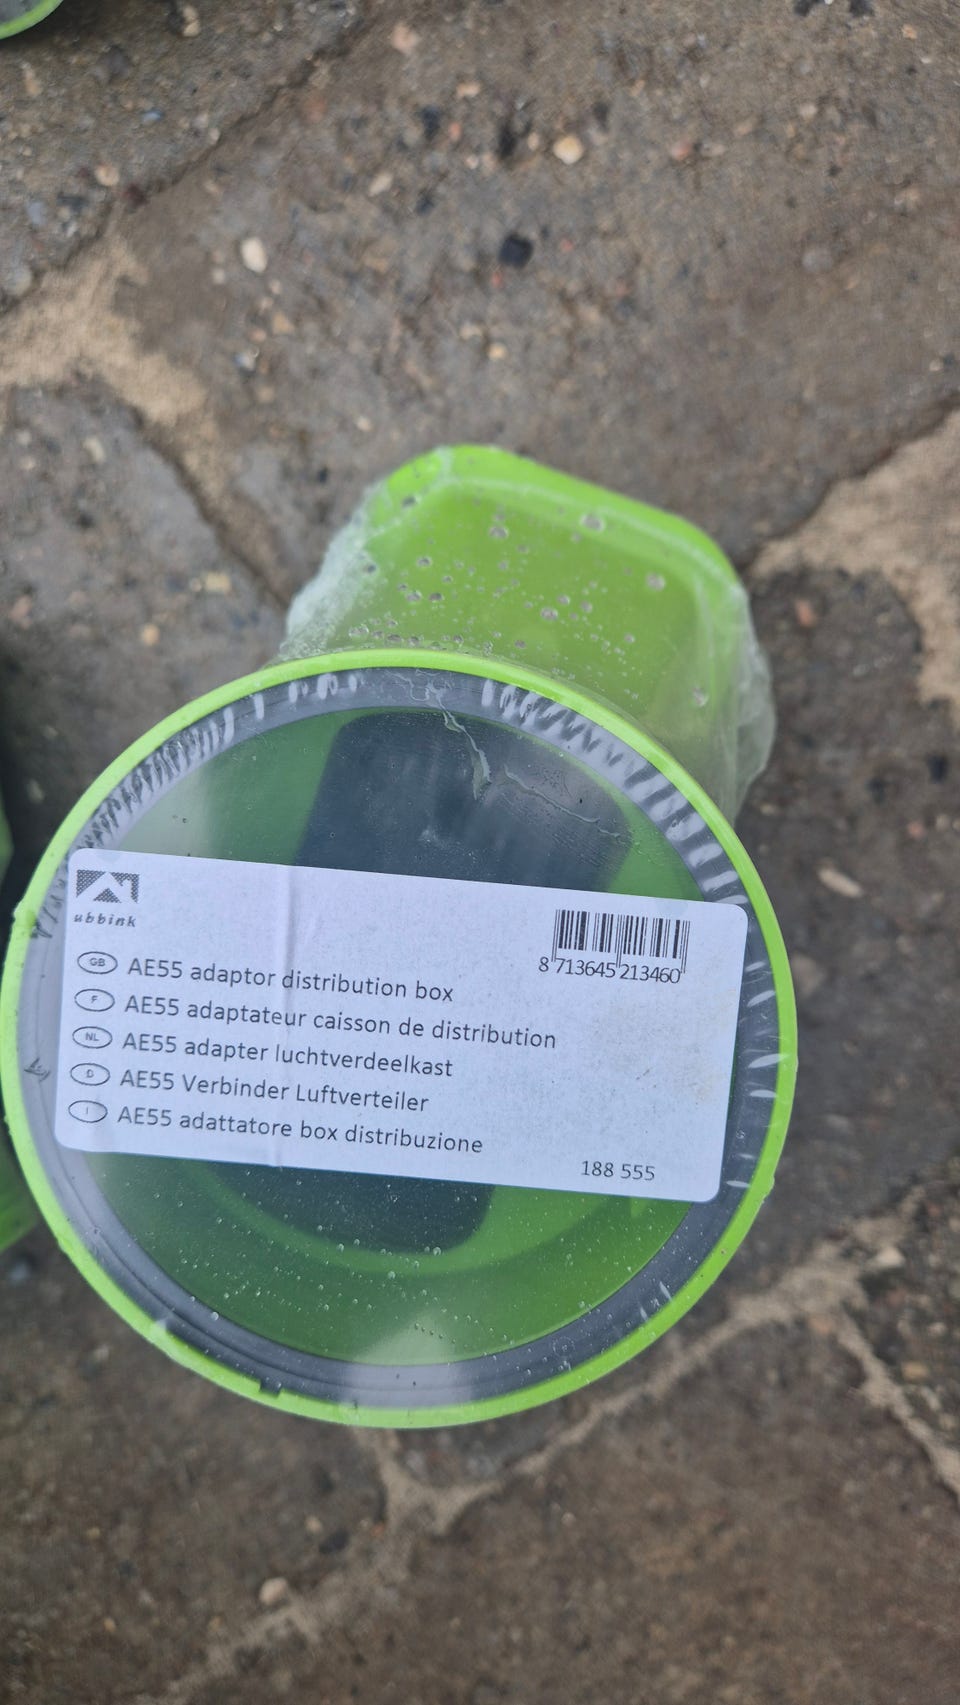 ubbink
8 713645 213460
GB AE55 adaptor distribution box
F AE55 adaptateur caisson de distribution
NL AE55 adapter luchtverdeelkast
D AE55 Verbinder Luftverteiler
I AE55 adattatore box distribuzione
188 555